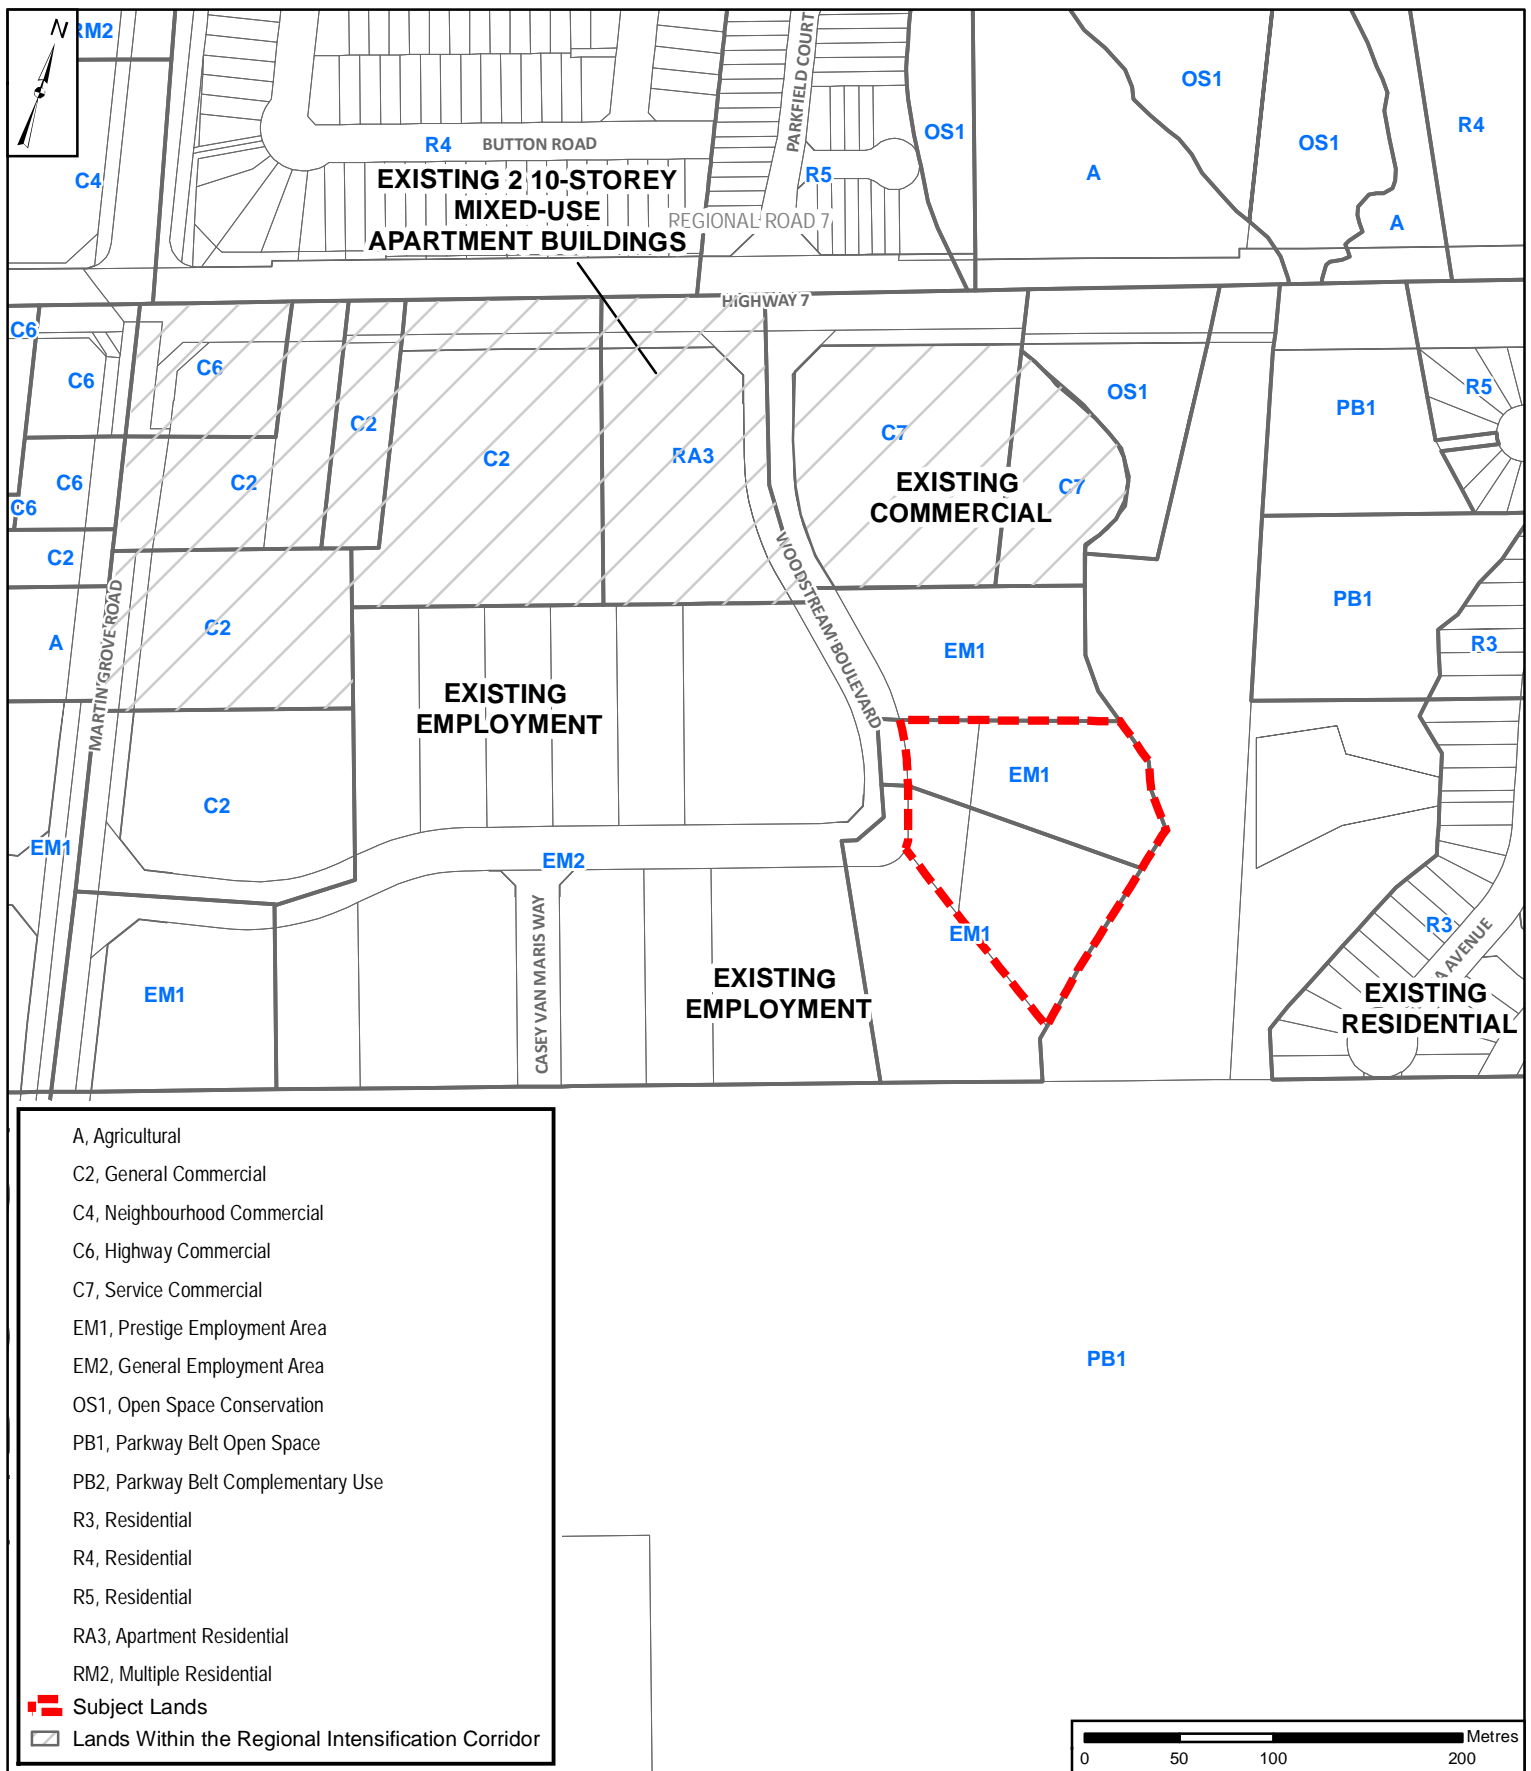 N
RM2
C4
R4
BUTTON ROAD
PARKFIELD COURT
R5
OS1
A
OS1
OS1
R4
A
EXISTING 2 10-STOREY
MIXED-USE
APARTMENT BUILDINGS
REGIONAL ROAD 7
HIGHWAY 7
C6
C6
C6
C2
C2
RA3
C7
OS1
PB1
R5
C6
C6
C2
C7
EXISTING
COMMERCIAL
C2
A
C2
MARTIN GROVE ROAD
WOODSTREAM BOULEVARD
EM1
PB1
R3
EXISTING
EMPLOYMENT
EM1
C2
EM1
EM2
EM1
R3
A AVENUE
EM1
CASEY VAN MARIS WAY
EXISTING
EMPLOYMENT
EXISTING
RESIDENTIAL
PB1
A, Agricultural
C2, General Commercial
C4, Neighbourhood Commercial
C6, Highway Commercial
C7, Service Commercial
EM1, Prestige Employment Area
EM2, General Employment Area
OS1, Open Space Conservation
PB1, Parkway Belt Open Space
PB2, Parkway Belt Complementary Use
R3, Residential
R4, Residential
R5, Residential
RA3, Apartment Residential
RM2, Multiple Residential
Subject Lands
Lands Within the Regional Intensification Corridor
Metres
0 50 100 200